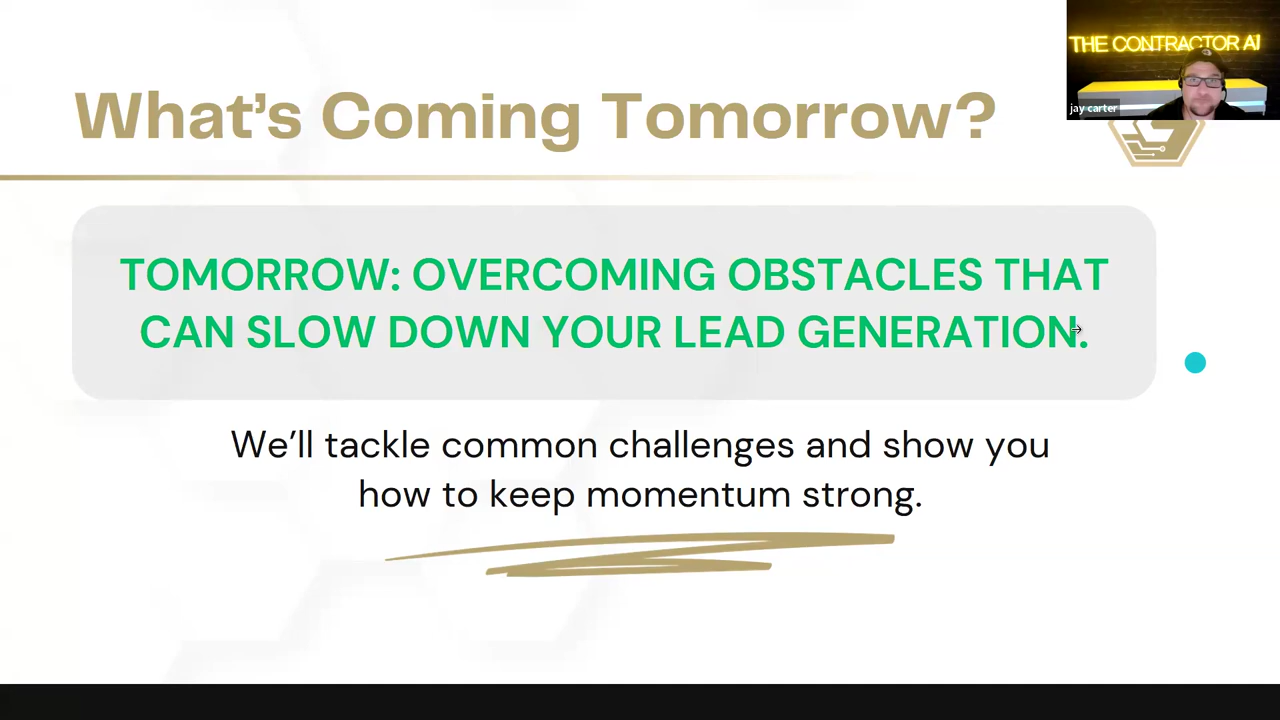 THE CONTRACTOR AI
jay carter
What's Coming Tomorrow?
TOMORROW: OVERCOMING OBSTACLES THAT
CAN SLOW DOWN YOUR LEAD GENERATION.
We'll tackle common challenges and show you
how to keep momentum strong.